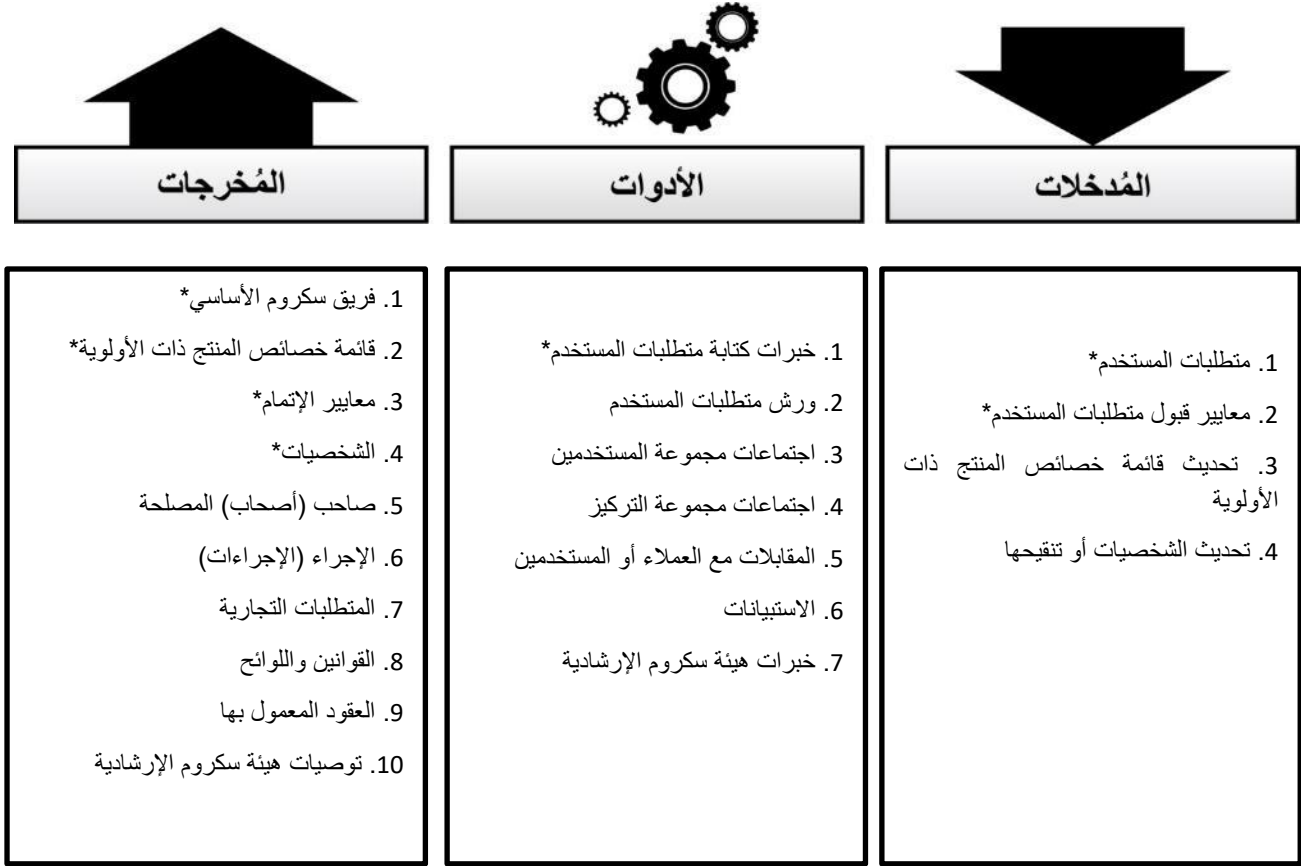 المُدخلات
1. متطلبات المستخدم*
2. معايير قبول متطلبات المستخدم*
3. تحديث قائمة خصائص المنتج ذات
الأولوية
4. تحديث الشخصيات أو تنقيحها
الأدوات
1. خبرات كتابة متطلبات المستخدم*
2. ورش متطلبات المستخدم
3. اجتماعات مجموعة المستخدمين
4. اجتماعات مجموعة التركيز
5. المقابلات مع العملاء أو المستخدمين
6. الاستبيانات
7. خبرات هيئة سكروم الإرشادية
المُخرجات
1. فريق سكروم الأساسي*
2. قائمة خصائص المنتج ذات الأولوية*
3. معايير الإتمام*
4. الشخصيات*
5. صاحب (أصحاب) المصلحة
6. الإجراء (الإجراءات)
7. المتطلبات التجارية
8. القوانين واللوائح
9. العقود المعمول بها
10. توصيات هيئة سكروم الإرشادية